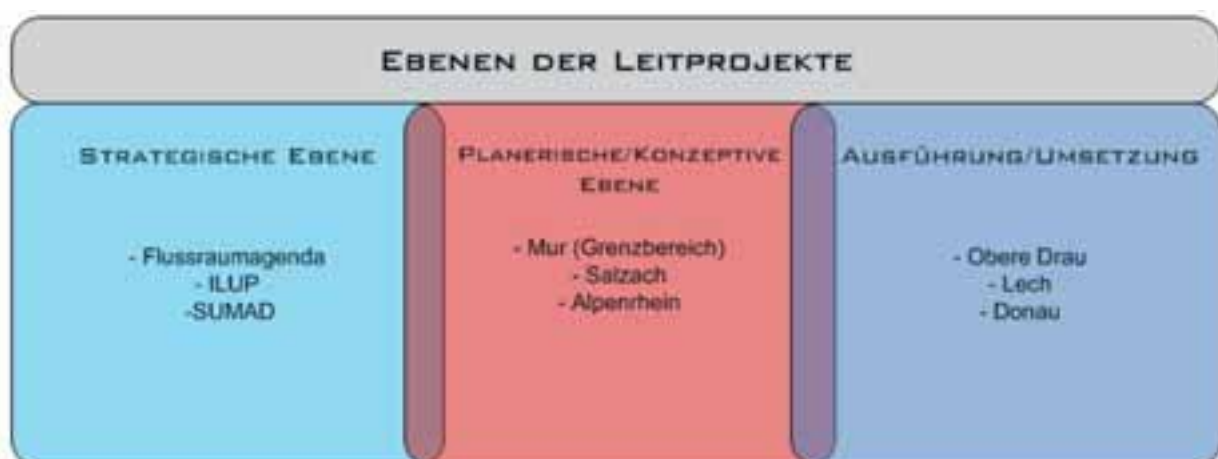 EBENEN DER LEITPROJEKTE
STRATEGISCHE EBENE
- Flussraumagenda
- ILUP
-SUMAD
PLANERISCHE/KONZEPTIVE
EBENE
- Mur (Grenzbereich)
- Salzach
- Alpenrhein
AUSFÜHRUNG/UMSETZUNG
- Obere Drau
- Lech
- Donau